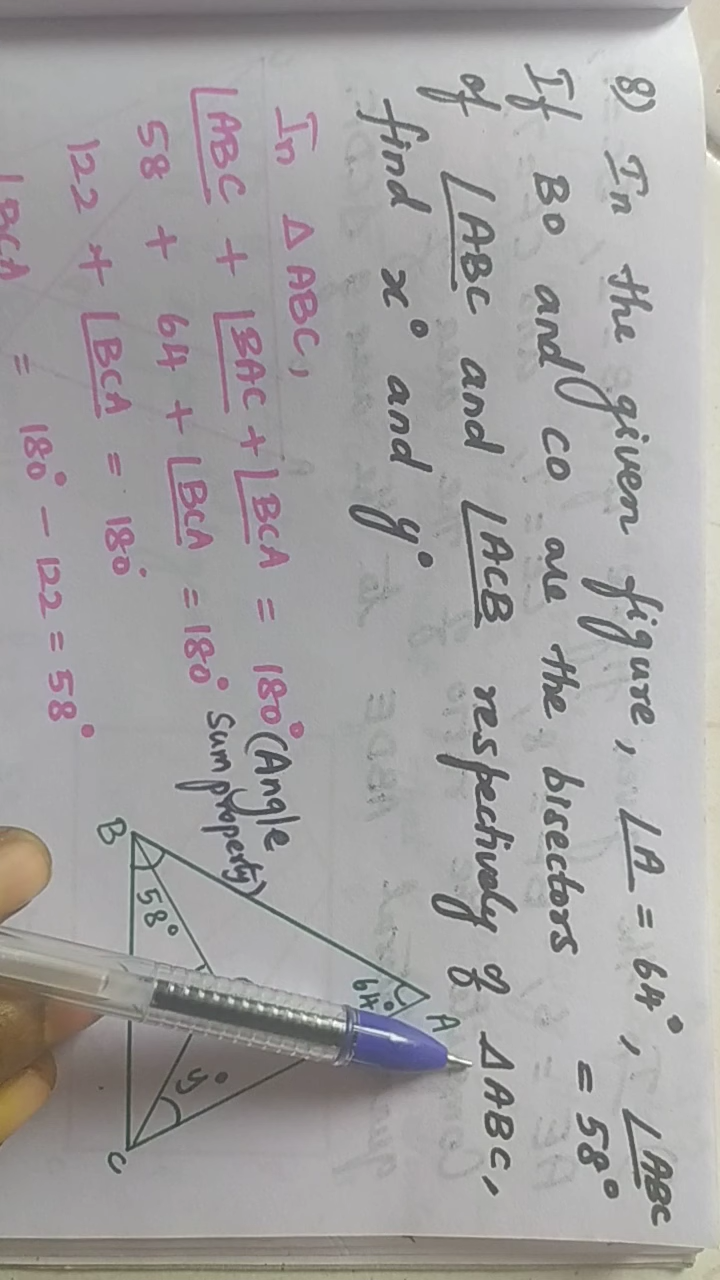 8) In the given figure, ∠A = 64°, ∠ABC = 58°
If BO and CO are the bisectors
of ∠ABC and ∠ACB respectively of ΔABC,
find x° and y°
In ΔABC,
∠ABC + ∠BAC + ∠BCA = 180° (Angle sum property)
58 + 64 + ∠BCA = 180°
122 + ∠BCA = 180°
∠BCA = 180° - 122 = 58°
A
64°
B
58°
y°
C